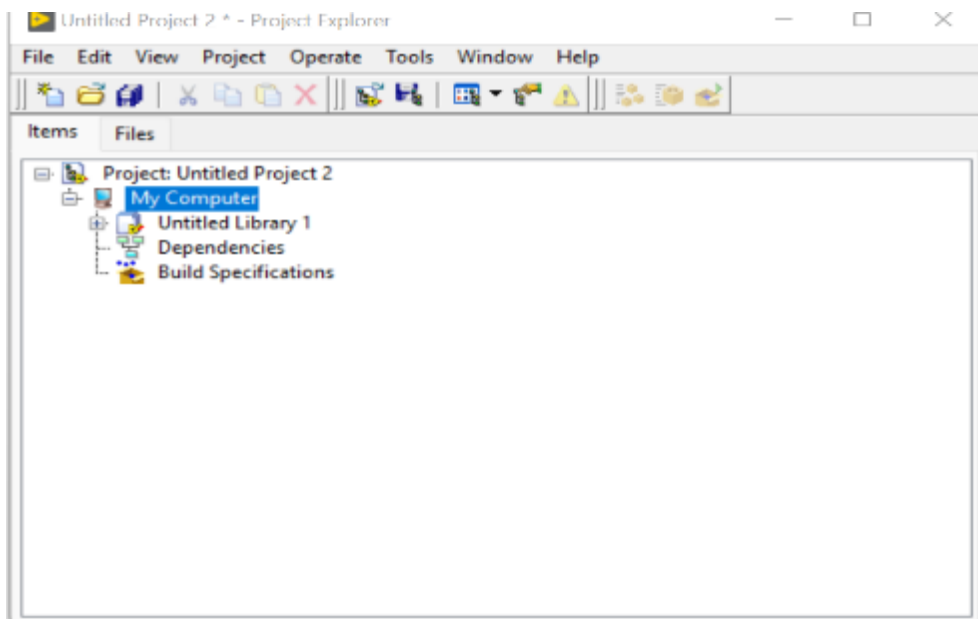 Untitled Project 2 * - Project Explorer
File Edit View Project Operate Tools Window Help
Items Files
Project: Untitled Project 2
My Computer
Untitled Library 1
Dependencies
Build Specifications